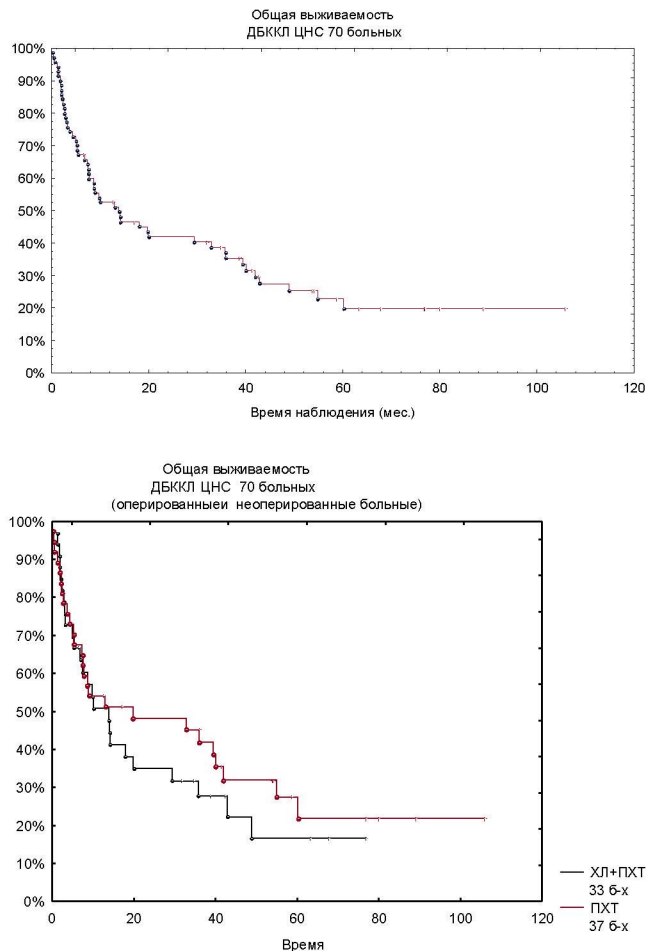 Общая выживаемость
ДБККЛ ЦНС 70 больных
100%
90%
80%
70%
60%
50%
40%
30%
20%
10%
0%
0 20 40 60 80 100 120
Время наблюдения (мес.)
Общая выживаемость
ДБККЛ ЦНС 70 больных
(оперированныеи неоперированные больные)
100%
90%
80%
70%
60%
50%
40%
30%
20%
10%
0%
0 20 40 60 80 100 120
Время
ХЛ+ПХТ
33 б-х
ПХТ
37 б-х